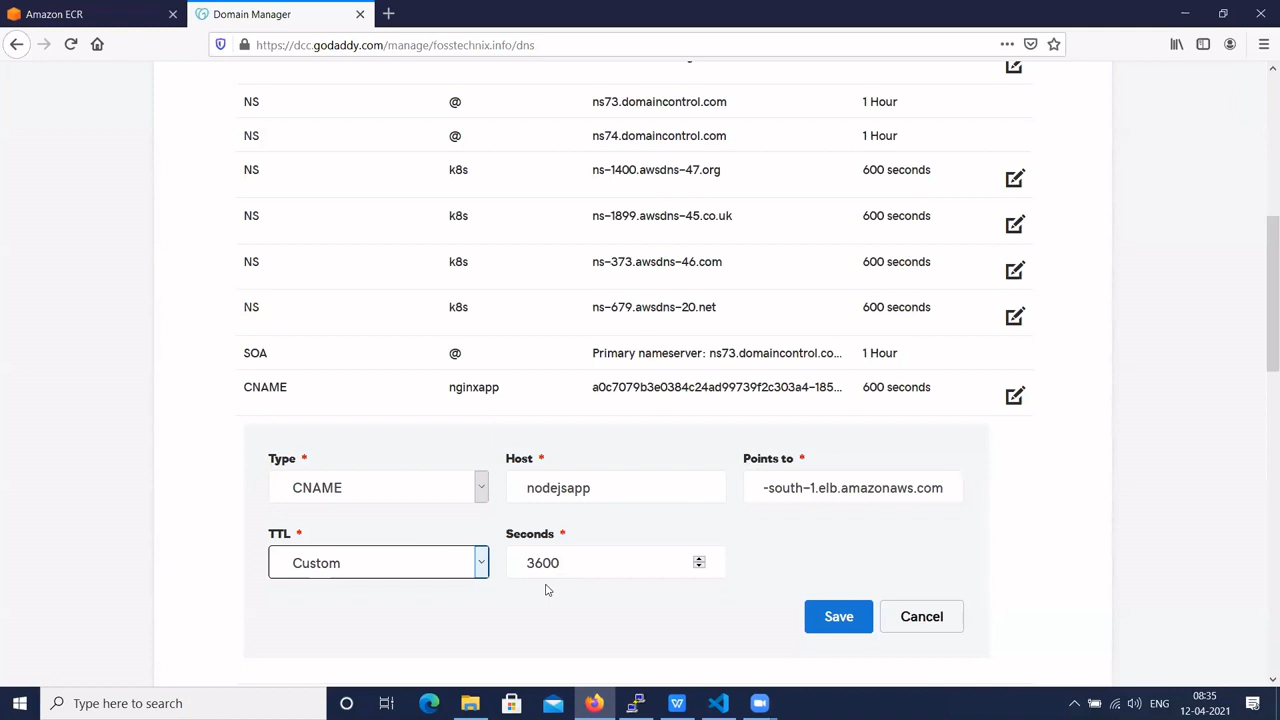 Amazon ECR
Domain Manager
https://dcc.godaddy.com/manage/fosstechnix.info/dns
NS @ ns73.domaincontrol.com 1 Hour
NS @ ns74.domaincontrol.com 1 Hour
NS k8s ns-1400.awsdns-47.org 600 seconds
NS k8s ns-1899.awsdns-45.co.uk 600 seconds
NS k8s ns-373.awsdns-46.com 600 seconds
NS k8s ns-679.awsdns-20.net 600 seconds
SOA @ Primary nameserver: ns73.domaincontrol.co... 1 Hour
CNAME nginxapp a0c7079b3e0384c24ad99739f2c303a4-185... 600 seconds
Type * Host * Points to *
CNAME nodejsapp -south-1.elb.amazonaws.com
TTL * Seconds *
Custom 3600
Save Cancel
Type here to search
ENG
08:35
12-04-2021